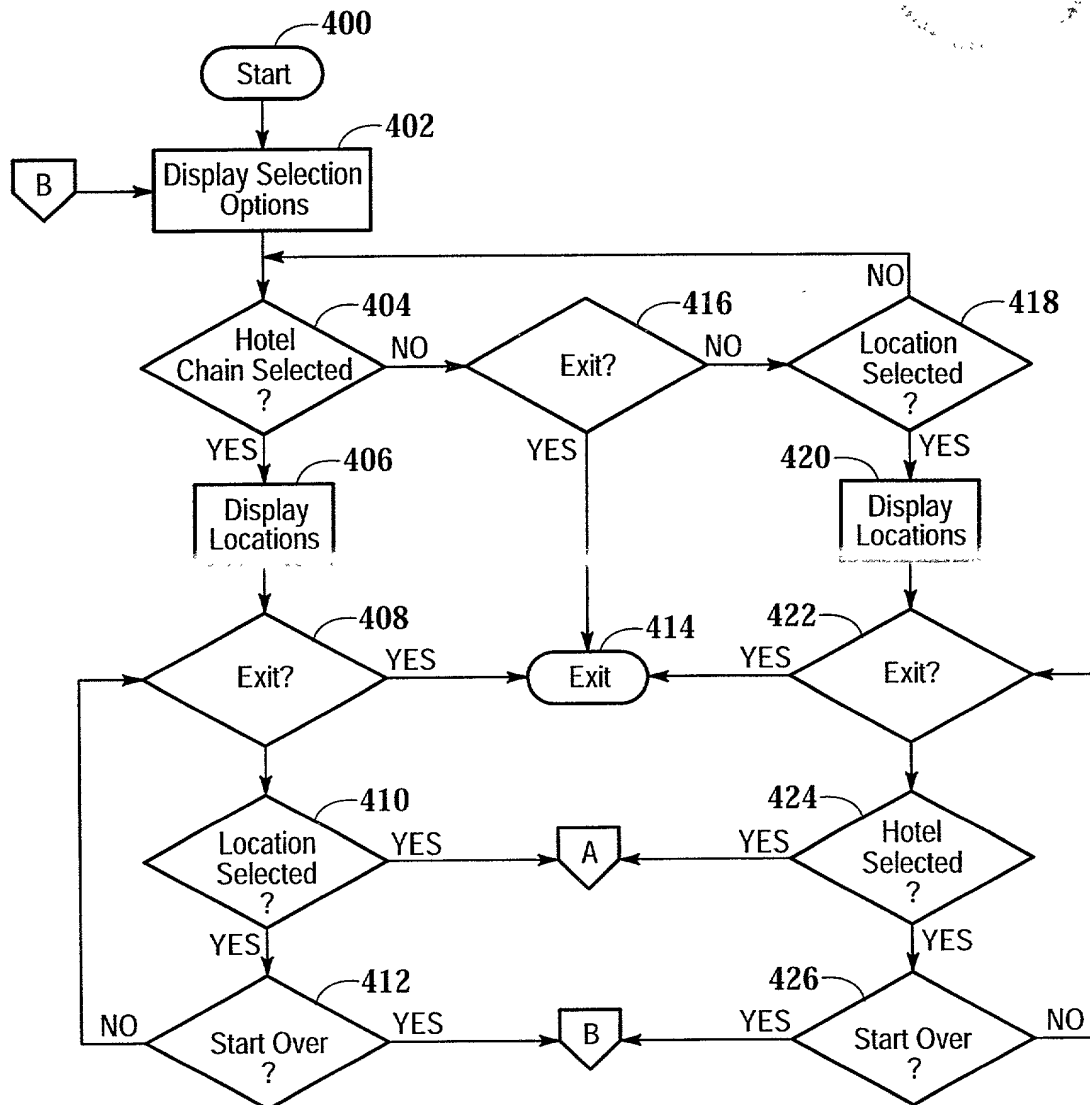 400
Start
402
B
Display Selection
Options
NO
404
416
418
Hotel
Chain Selected
?
NO
Exit?
NO
Location
Selected
?
YES
YES
YES
406
420
Display
Locations
Display
Locations
408
414
422
Exit?
YES
Exit
YES
Exit?
410
424
Location
Selected
?
YES
A
YES
Hotel
Selected
?
YES
YES
412
426
NO
Start Over
?
YES
B
YES
Start Over
?
NO